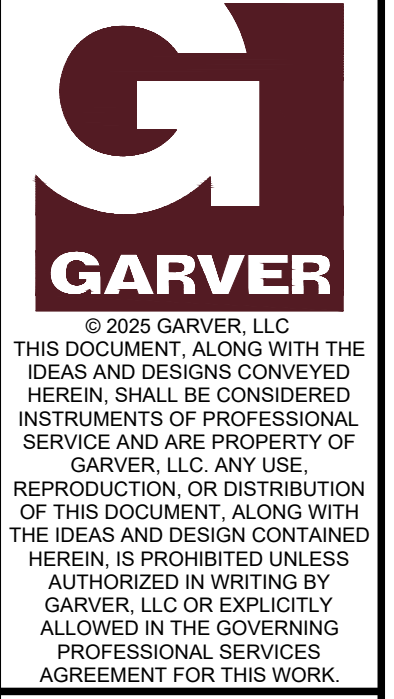 GARVER
© 2025 GARVER, LLC
THIS DOCUMENT, ALONG WITH THE
IDEAS AND DESIGNS CONVEYED
HEREIN, SHALL BE CONSIDERED
INSTRUMENTS OF PROFESSIONAL
SERVICE AND ARE PROPERTY OF
GARVER, LLC. ANY USE,
REPRODUCTION, OR DISTRIBUTION
OF THIS DOCUMENT, ALONG WITH
THE IDEAS AND DESIGN CONTAINED
HEREIN, IS PROHIBITED UNLESS
AUTHORIZED IN WRITING BY
GARVER, LLC OR EXPLICITLY
ALLOWED IN THE GOVERNING
PROFESSIONAL SERVICES
AGREEMENT FOR THIS WORK.